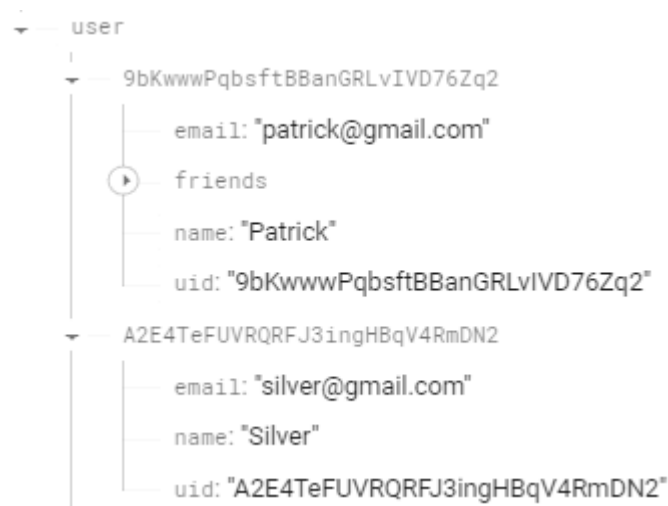 user
9bKwwwPqbsftBBanGRLvIVD76Zq2
email: "patrick@gmail.com"
friends
name: "Patrick"
uid: "9bKwwwPqbsftBBanGRLvIVD76Zq2"
A2E4TeFUVRQRFJ3ingHBqV4RmDN2
email: "silver@gmail.com"
name: "Silver"
uid: "A2E4TeFUVRQRFJ3ingHBqV4RmDN2"